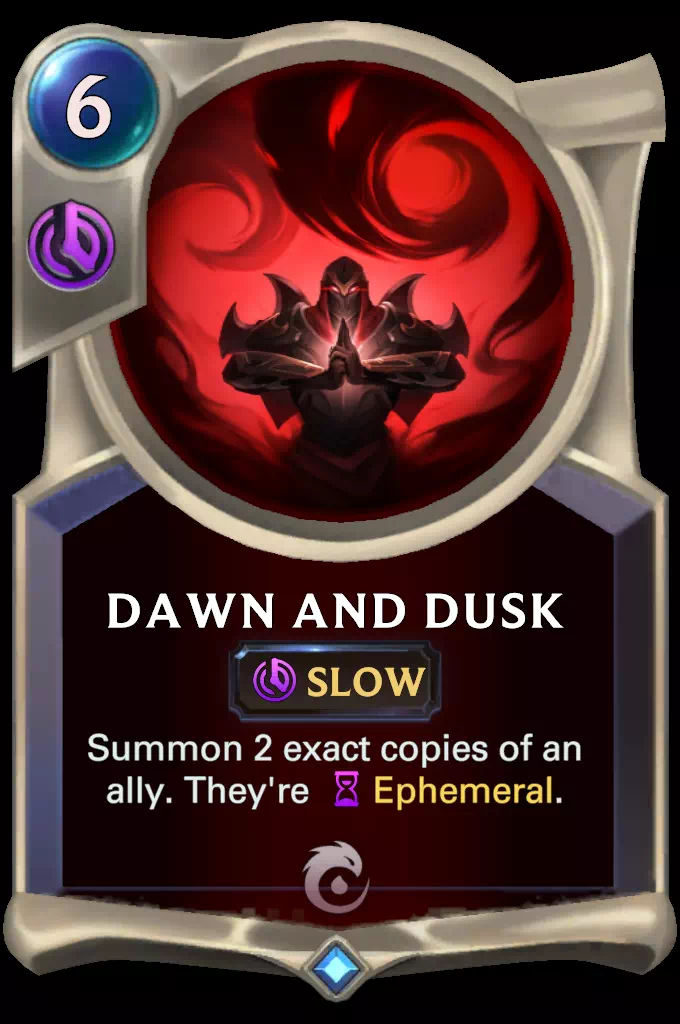 6
DAWN AND DUSK
SLOW
Summon 2 exact copies of an
ally. They're Ephemeral.